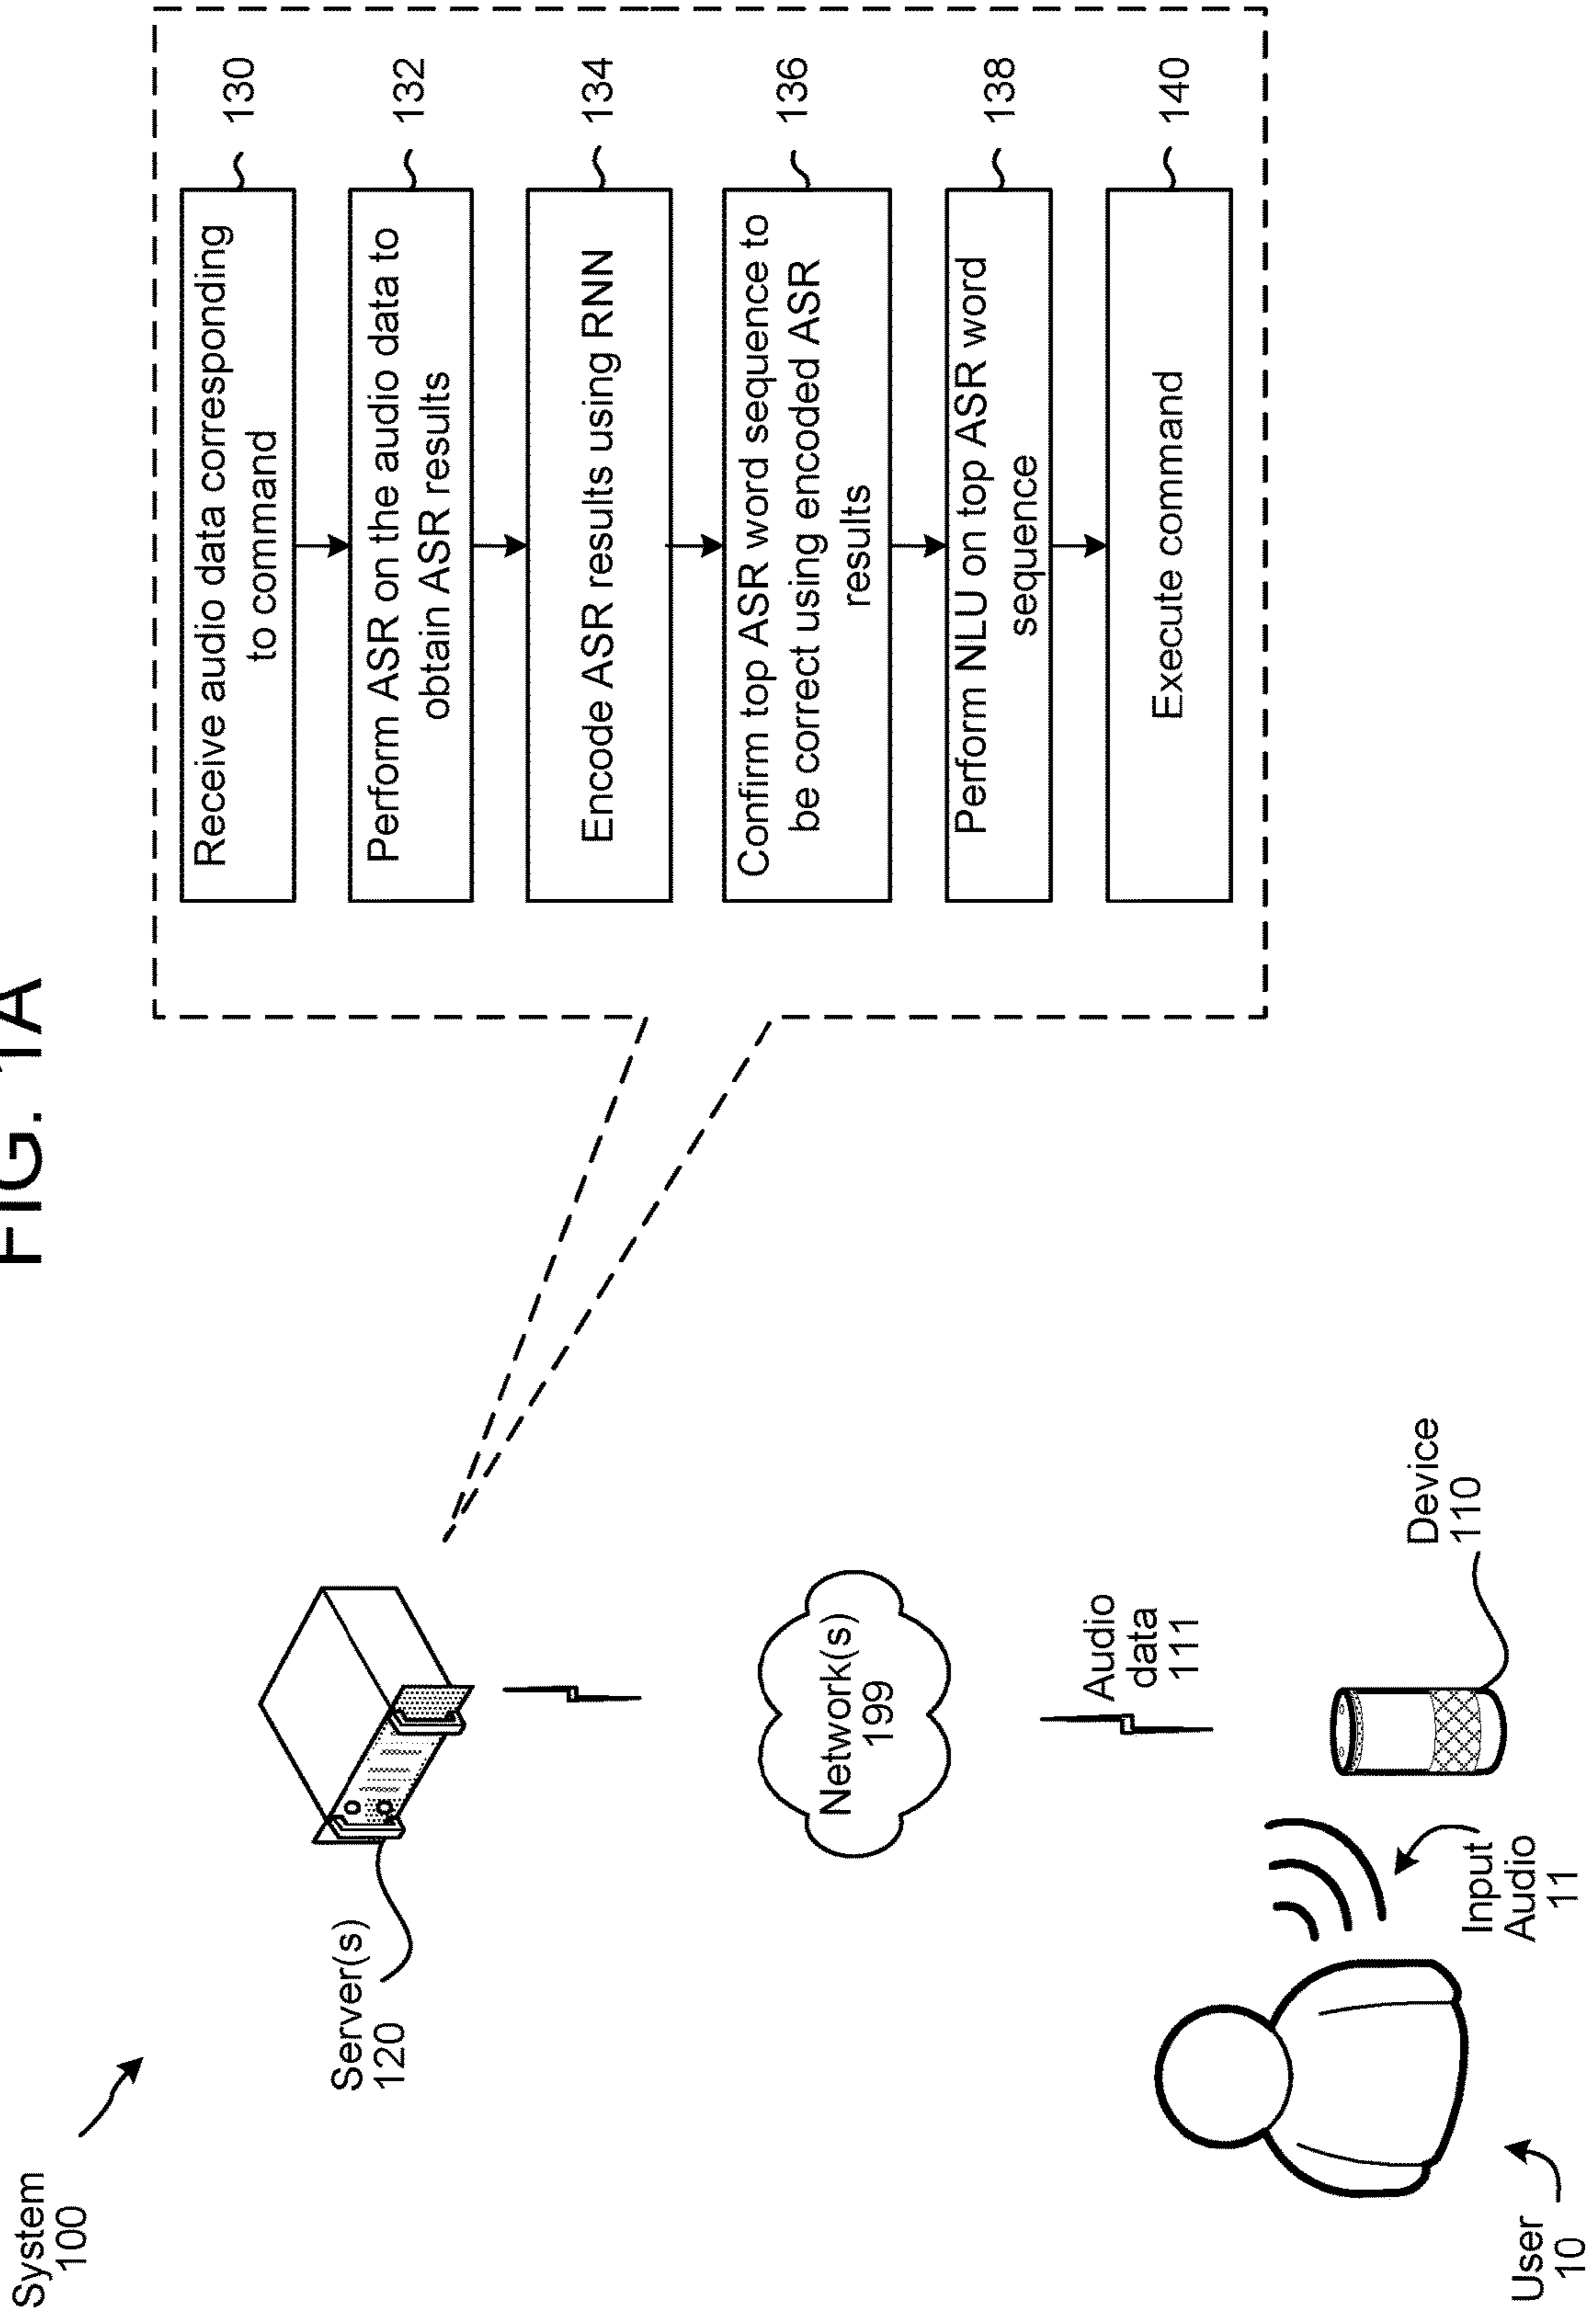 FIG. 1A
System
100
Server(s)
120
Network(s)
199
Audio
data
111
Device
110
Input
Audio
11
User
10
Receive audio data corresponding
to command
130
Perform ASR on the audio data to
obtain ASR results
132
Encode ASR results using RNN
134
Confirm top ASR word sequence to
be correct using encoded ASR
results
136
Perform NLU on top ASR word
sequence
138
Execute command
140